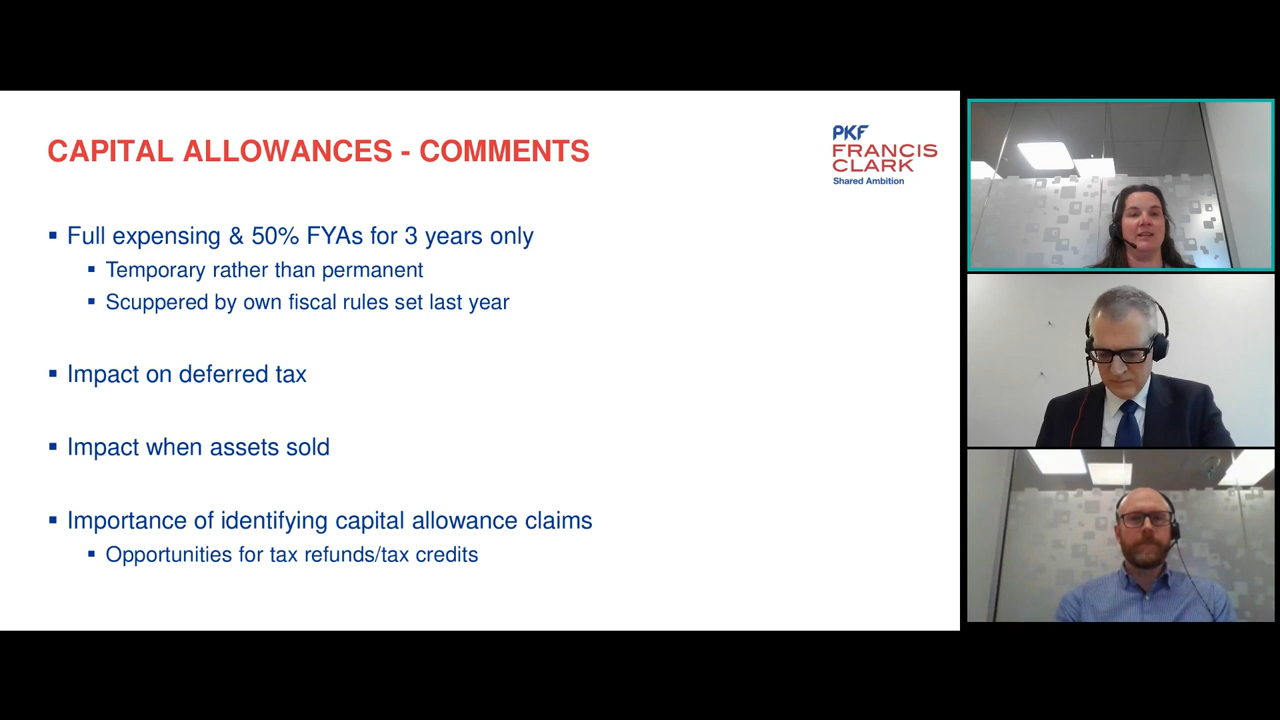 CAPITAL ALLOWANCES - COMMENTS
PKF
FRANCIS
CLARK
Shared Ambition
Full expensing & 50% FYAs for 3 years only
Temporary rather than permanent
Scuppered by own fiscal rules set last year
Impact on deferred tax
Impact when assets sold
Importance of identifying capital allowance claims
Opportunities for tax refunds/tax credits